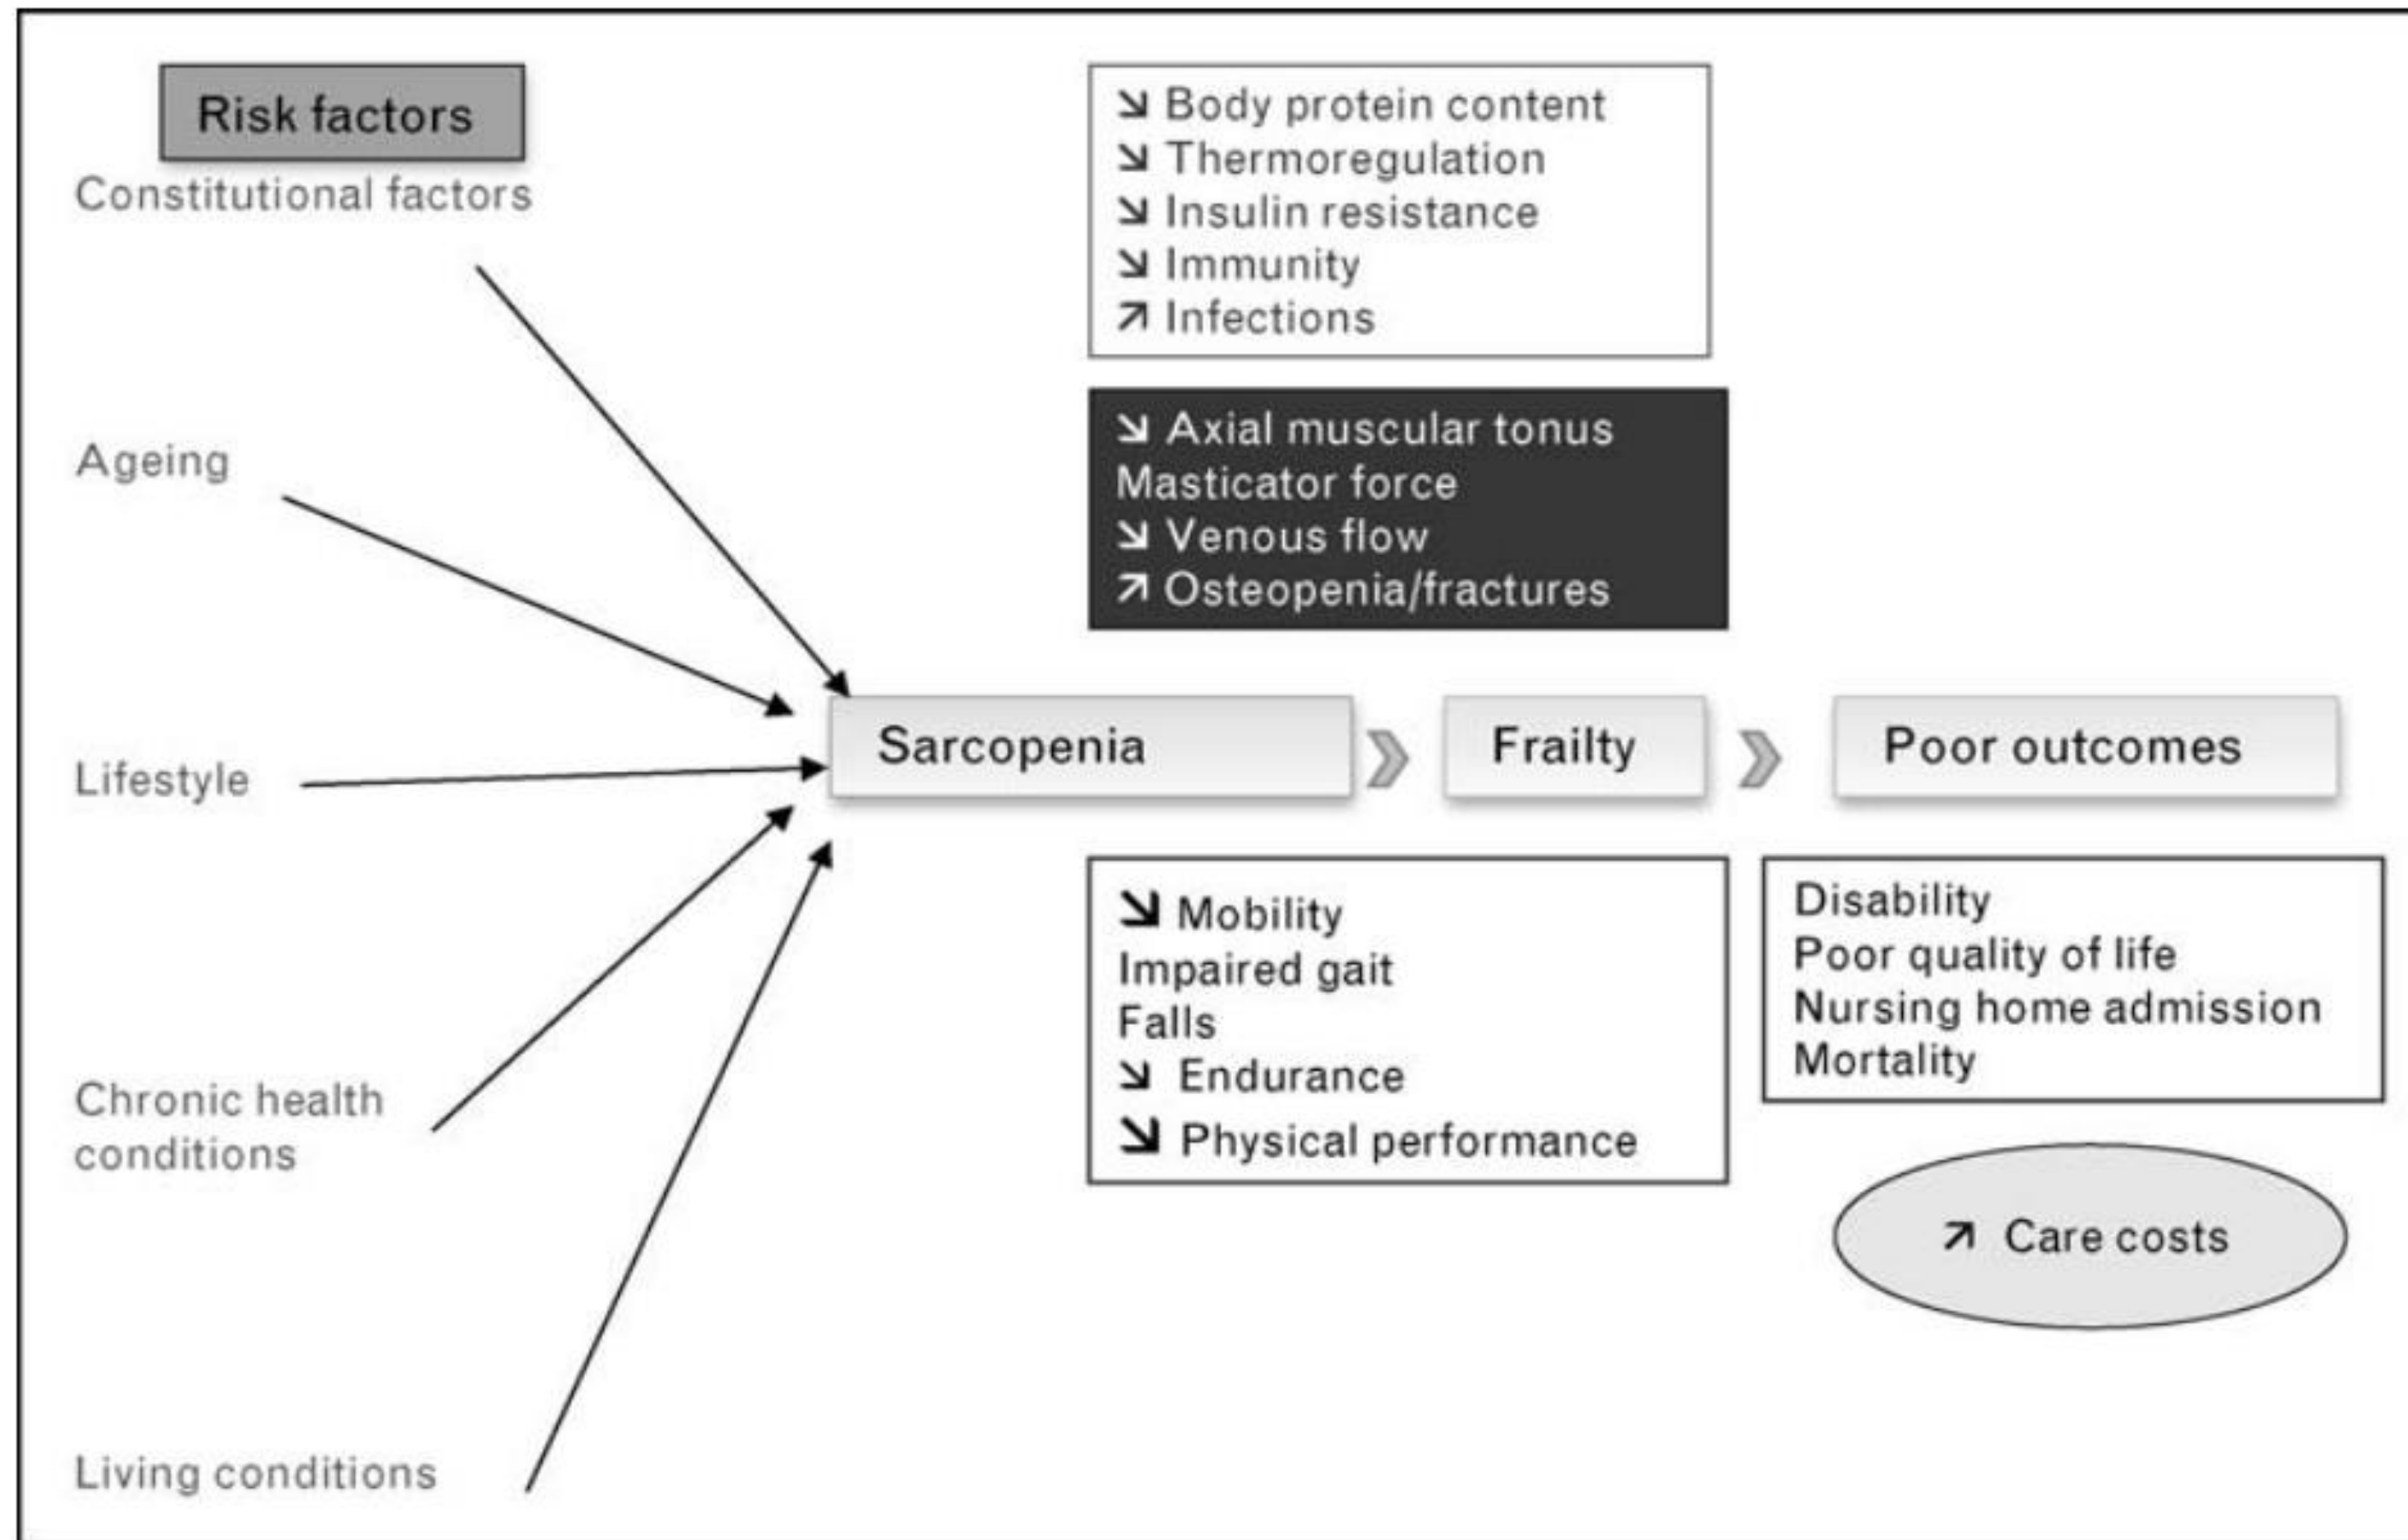 Risk factors
Constitutional factors
Ageing
Lifestyle
Chronic health
conditions
Living conditions
↘ Body protein content
↘ Thermoregulation
↘ Insulin resistance
↘ Immunity
↗ Infections
↘ Axial muscular tonus
Masticator force
↘ Venous flow
↗ Osteopenia/fractures
Sarcopenia
Frailty
Poor outcomes
↘ Mobility
Impaired gait
Falls
↘ Endurance
↘ Physical performance
Disability
Poor quality of life
Nursing home admission
Mortality
↗ Care costs